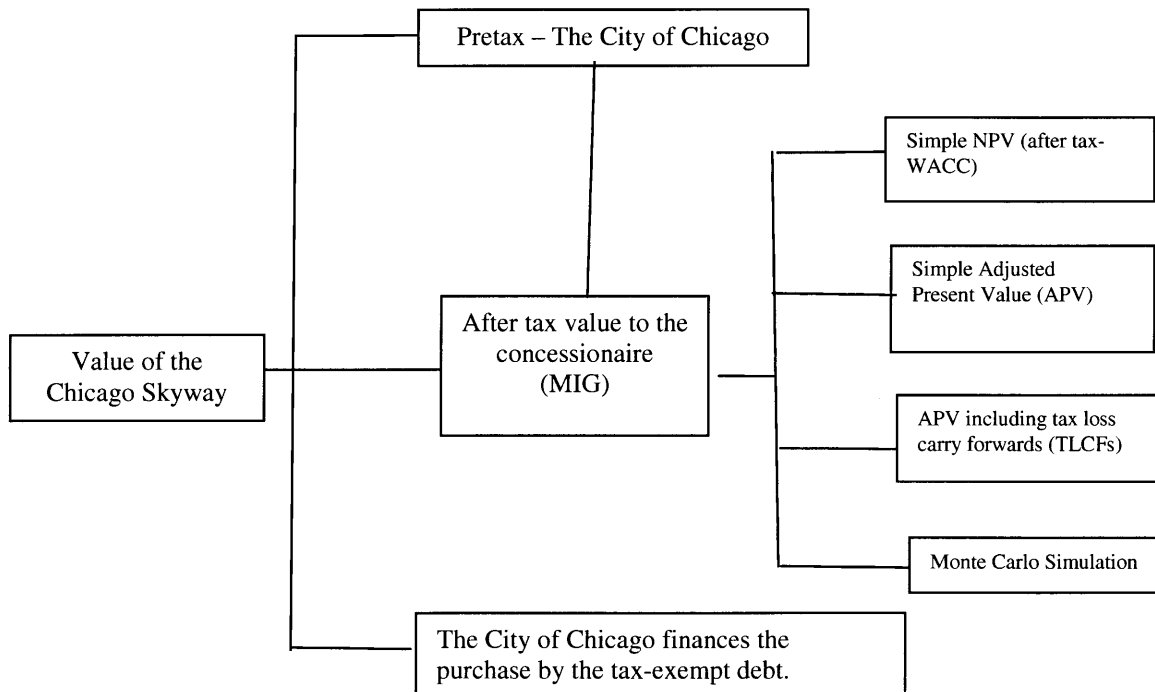 Pretax – The City of Chicago
Simple NPV (after tax-
WACC)
Simple Adjusted
Present Value (APV)
After tax value to the
concessionaire
(MIG)
Value of the
Chicago Skyway
APV including tax loss
carry forwards (TLCFs)
Monte Carlo Simulation
The City of Chicago finances the
purchase by the tax-exempt debt.